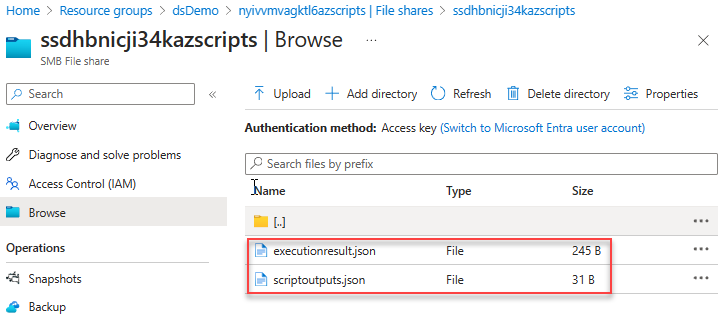 Home > Resource groups > dsDemo > nyivvmvagktl6azscripts | File shares > ssdhbnicji34kazscripts
ssdhbnicji34kazscripts | Browse ...
SMB File share
Search
Overview
Diagnose and solve problems
Access Control (IAM)
Browse
Operations
Snapshots
Backup
Upload Add directory Refresh Delete directory Properties
Authentication method: Access key (Switch to Microsoft Entra user account)
Search files by prefix
Name Type Size
[..]
executionresult.json File 245 B
scriptoutputs.json File 31 B